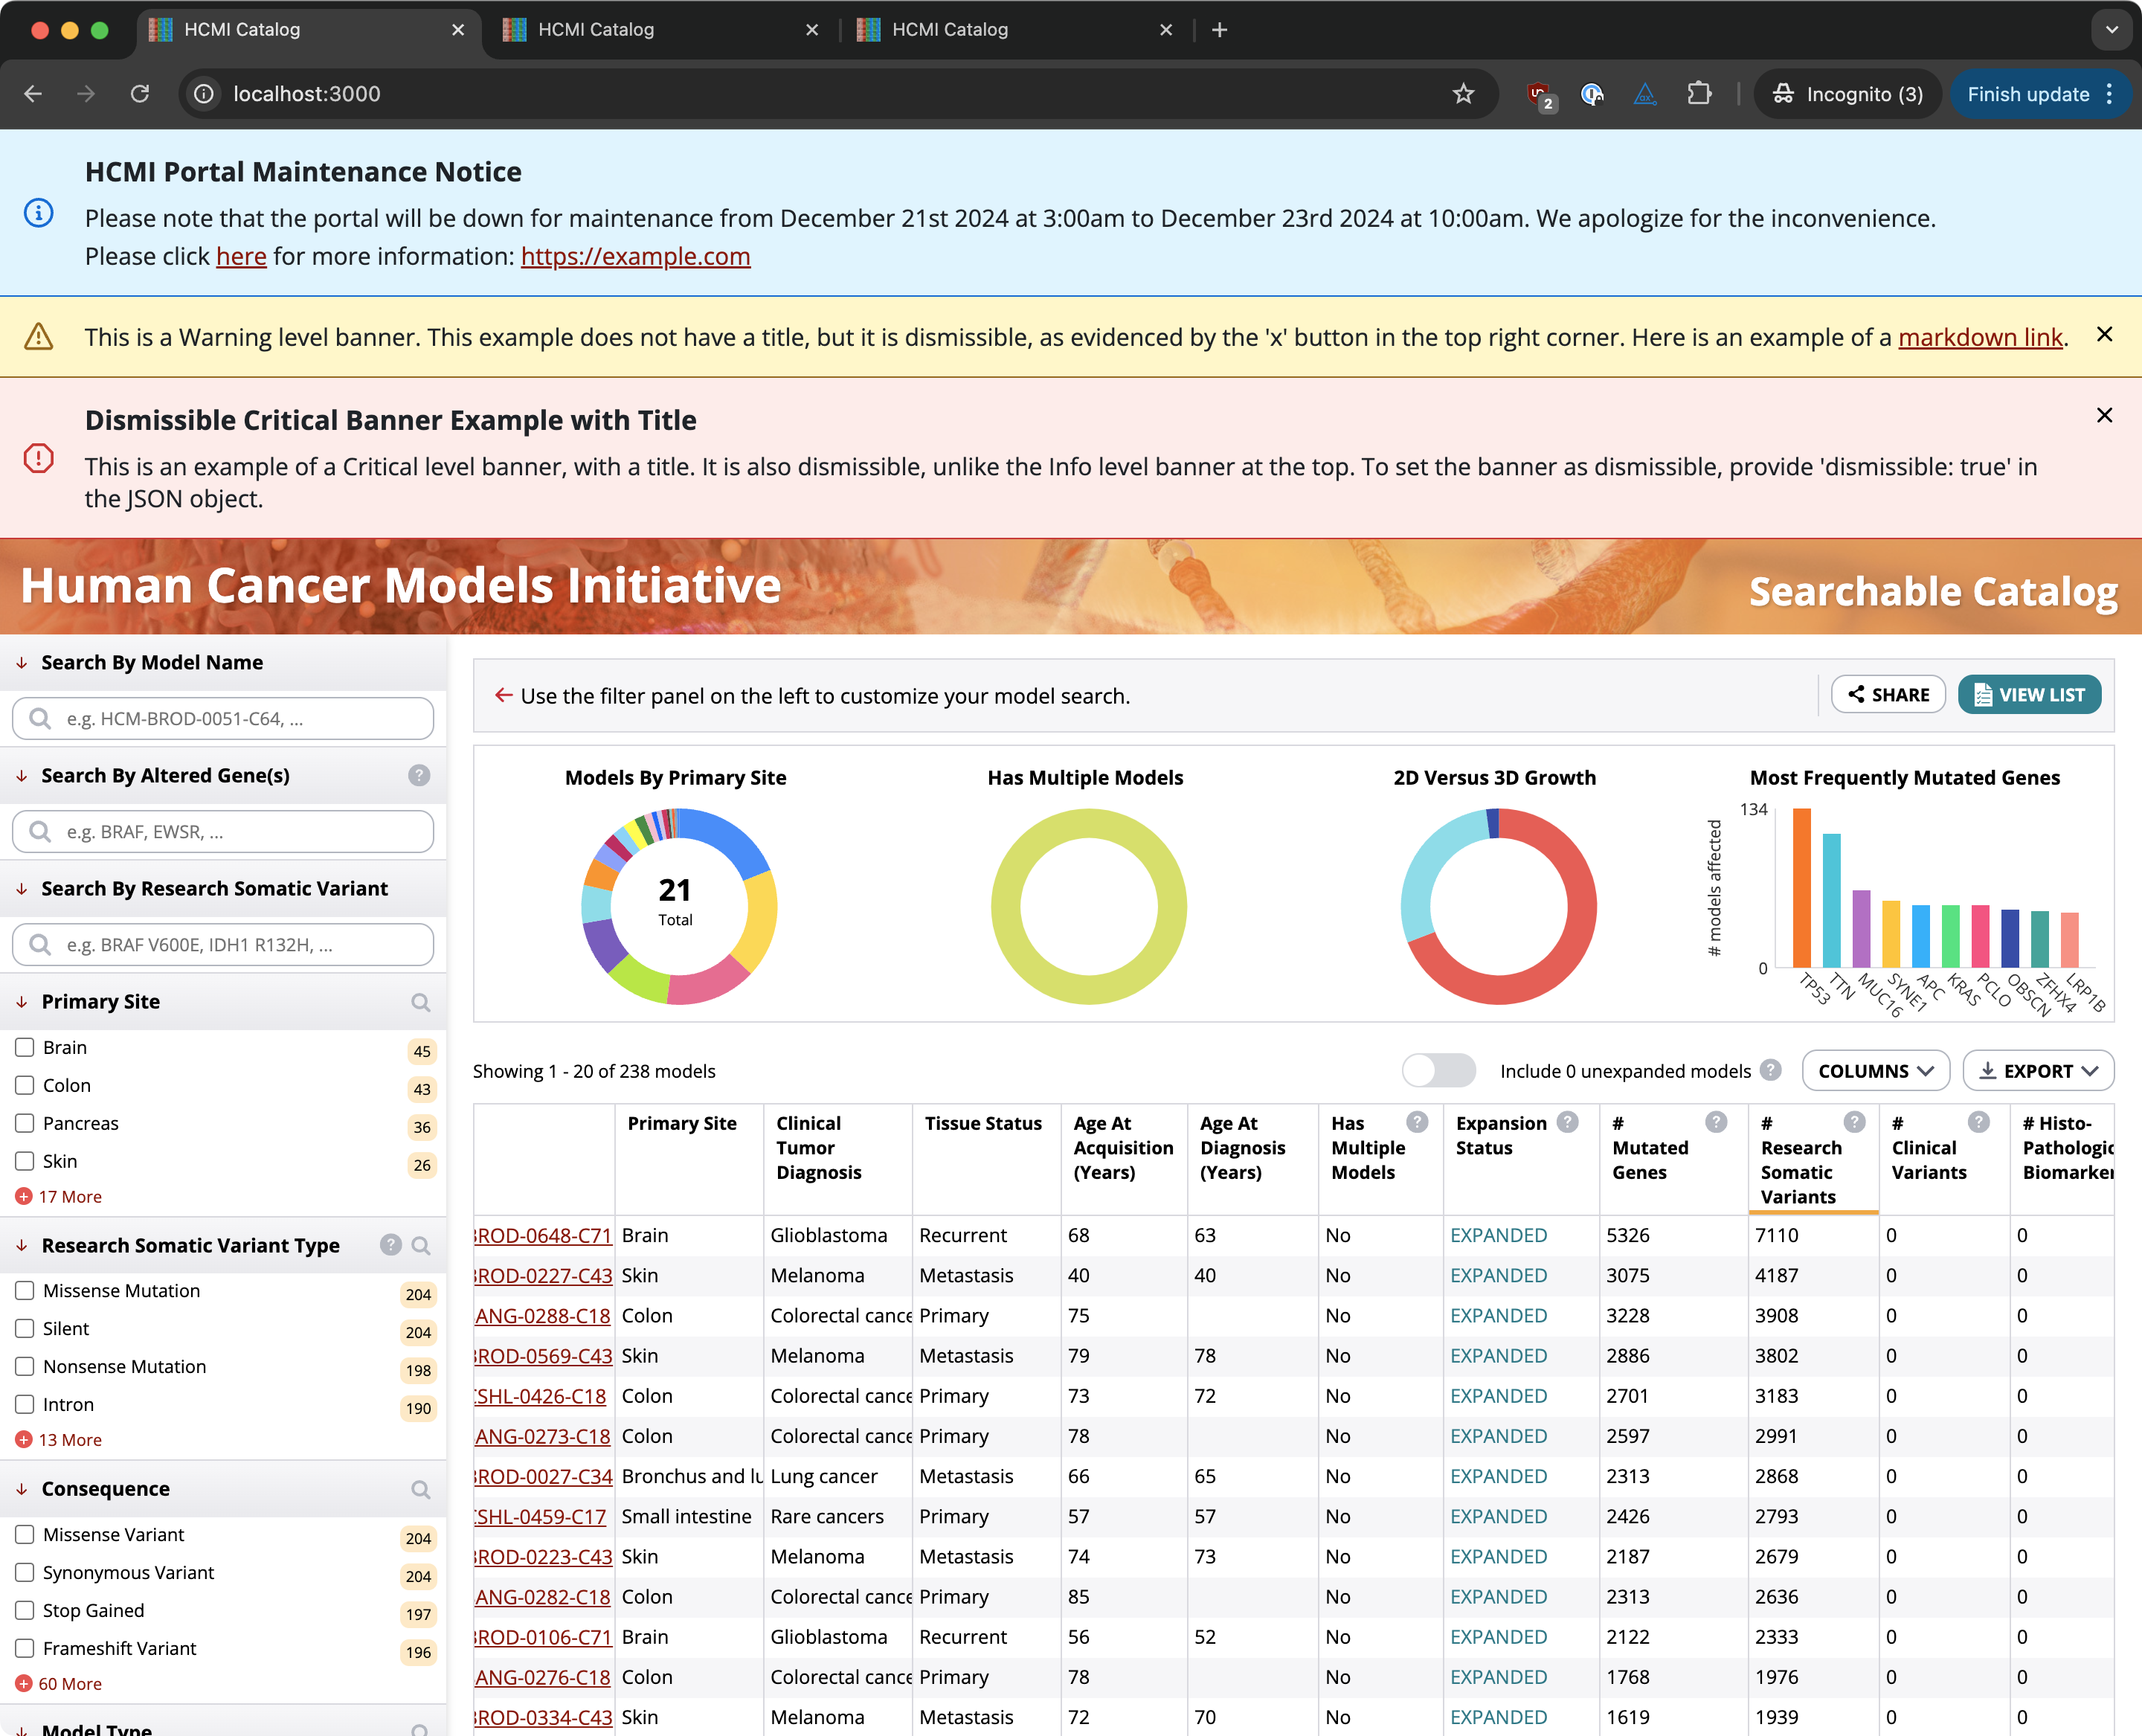 HCMI Catalog
HCMI Catalog
HCMI Catalog
localhost:3000
2
Incognito (3)
Finish update
HCMI Portal Maintenance Notice
Please note that the portal will be down for maintenance from December 21st 2024 at 3:00am to December 23rd 2024 at 10:00am. We apologize for the inconvenience.
Please click here for more information: https://example.com
This is a Warning level banner. This example does not have a title, but it is dismissible, as evidenced by the 'x' button in the top right corner. Here is an example of a markdown link.
Dismissible Critical Banner Example with Title
This is an example of a Critical level banner, with a title. It is also dismissible, unlike the Info level banner at the top. To set the banner as dismissible, provide 'dismissible: true' in
the JSON object.
Human Cancer Models Initiative
Searchable Catalog
Search By Model Name
e.g. HCM-BROD-0051-C64, ...
Search By Altered Gene(s)
e.g. BRAF, EWSR, ...
Search By Research Somatic Variant
e.g. BRAF V600E, IDH1 R132H, ...
Primary Site
Brain 45
Colon 43
Pancreas 36
Skin 26
17 More
Research Somatic Variant Type
Missense Mutation 204
Silent 204
Nonsense Mutation 198
Intron 190
13 More
Consequence
Missense Variant 204
Synonymous Variant 204
Stop Gained 197
Frameshift Variant 196
60 More
Model Type
Use the filter panel on the left to customize your model search.
SHARE
VIEW LIST
Models By Primary Site
21
Total
Has Multiple Models
2D Versus 3D Growth
Most Frequently Mutated Genes
# models affected
134
0
TP53
TTN
MUC16
SYNE1
APC
KRAS
PCLO
OBSCN
ZFHX4
LRP1B
Showing 1 - 20 of 238 models
Include 0 unexpanded models
COLUMNS
EXPORT
Primary Site
Clinical
Tumor
Diagnosis
Tissue Status
Age At
Acquisition
(Years)
Age At
Diagnosis
(Years)
Has
Multiple
Models
Expansion
Status
#
Mutated
Genes
#
Research
Somatic
Variants
#
Clinical
Variants
# Histo-
Pathologic
Biomarker
BROD-0648-C71 Brain Glioblastoma Recurrent 68 63 No EXPANDED 5326 7110 0 0
BROD-0227-C43 Skin Melanoma Metastasis 40 40 No EXPANDED 3075 4187 0 0
ANG-0288-C18 Colon Colorectal cance Primary 75 No EXPANDED 3228 3908 0 0
BROD-0569-C43 Skin Melanoma Metastasis 79 78 No EXPANDED 2886 3802 0 0
CSHL-0426-C18 Colon Colorectal cance Primary 73 72 No EXPANDED 2701 3183 0 0
ANG-0273-C18 Colon Colorectal cance Primary 78 No EXPANDED 2597 2991 0 0
BROD-0027-C34 Bronchus and lu Lung cancer Metastasis 66 65 No EXPANDED 2313 2868 0 0
CSHL-0459-C17 Small intestine Rare cancers Primary 57 57 No EXPANDED 2426 2793 0 0
BROD-0223-C43 Skin Melanoma Metastasis 74 73 No EXPANDED 2187 2679 0 0
ANG-0282-C18 Colon Colorectal cance Primary 85 No EXPANDED 2313 2636 0 0
BROD-0106-C71 Brain Glioblastoma Recurrent 56 52 No EXPANDED 2122 2333 0 0
ANG-0276-C18 Colon Colorectal cance Primary 78 No EXPANDED 1768 1976 0 0
BROD-0334-C43 Skin Melanoma Metastasis 72 70 No EXPANDED 1619 1939 0 0